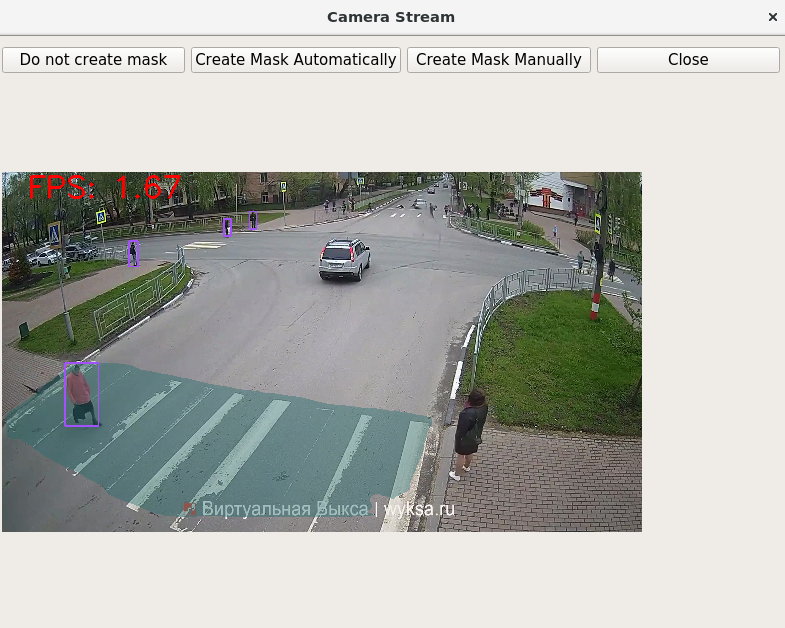 Camera Stream
Do not create mask
Create Mask Automatically
Create Mask Manually
Close
FPS: 1.67
Виртуальная Выкса | wyksa.ru